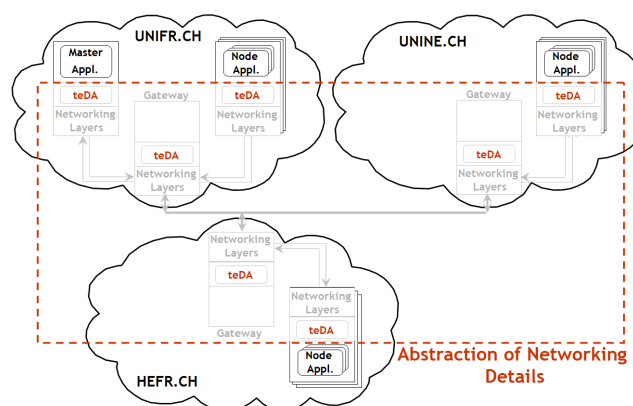 UNIFR.CH
Master
Appl.
teDA
Networking
Layers
Gateway
teDA
Networking
Layers
Node
Appl.
teDA
Networking
Layers
UNINE.CH
Gateway
teDA
Networking
Layers
Node
Appl.
teDA
Networking
Layers
Networking
Layers
teDA
Gateway
Networking
Layers
teDA
Node
Appl.
HEFR.CH
Abstraction of Networking
Details